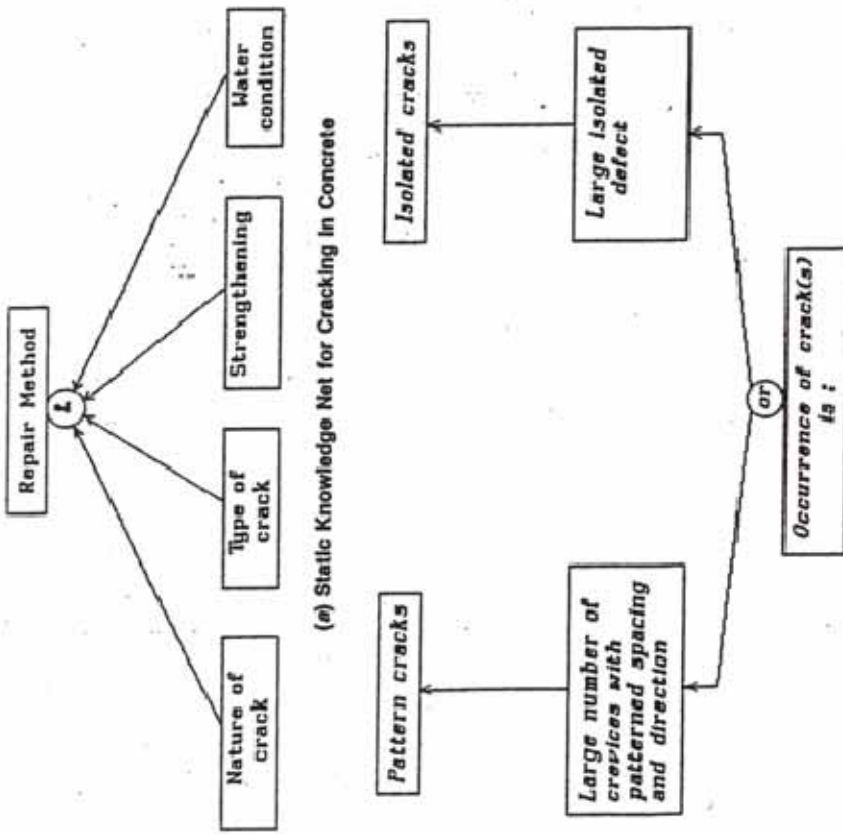 Repair Method
£
Nature of
crack
Type of
crack
Strengthening
Water
condition
(a) Static Knowledge Net for Cracking in Concrete
Pattern cracks
Isolated cracks
Large number of
crevices with
patterned spacing
and direction
Large isolated
defect
or
Occurrence of crack(s)
is :